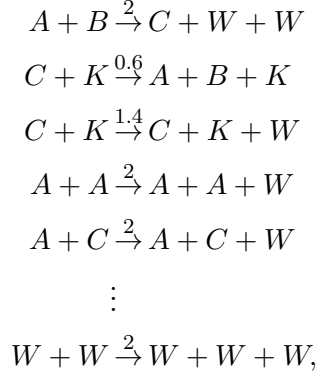 A + B →2 C + W + W
C + K →0.6 A + B + K
C + K →1.4 C + K + W
A + A →2 A + A + W
A + C →2 A + C + W
⋮
W + W →2 W + W + W,